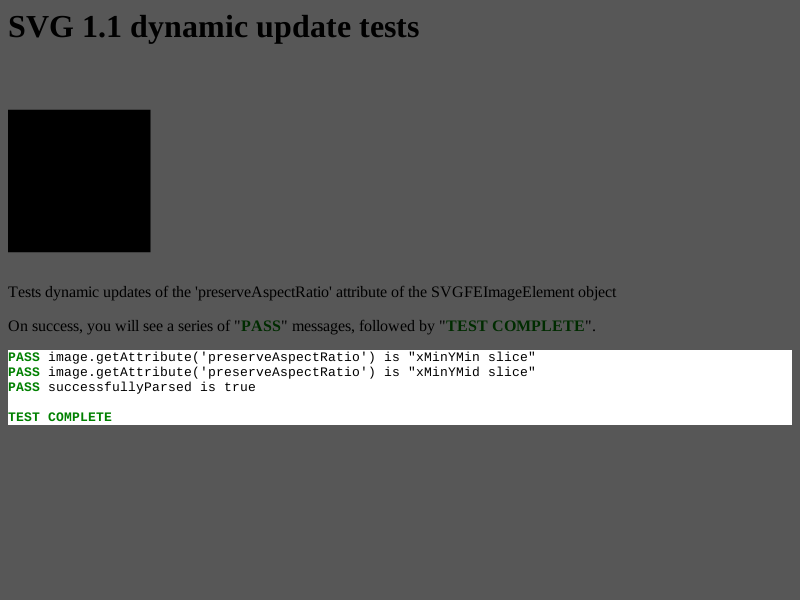 SVG 1.1 dynamic update tests
Tests dynamic updates of the 'preserveAspectRatio' attribute of the SVGFEImageElement object
On success, you will see a series of "PASS" messages, followed by "TEST COMPLETE".
PASS image.getAttribute('preserveAspectRatio') is "xMinYMin slice"
PASS image.getAttribute('preserveAspectRatio') is "xMinYMid slice"
PASS successfullyParsed is true
TEST COMPLETE